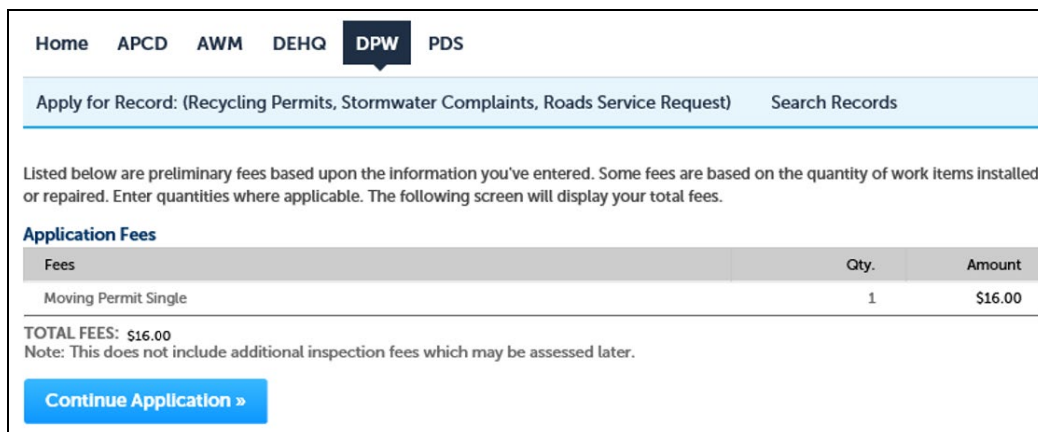 Home APCD AWM DEHQ DPW PDS
Apply for Record: (Recycling Permits, Stormwater Complaints, Roads Service Request) Search Records
Listed below are preliminary fees based upon the information you've entered. Some fees are based on the quantity of work items installed
or repaired. Enter quantities where applicable. The following screen will display your total fees.
Application Fees
Fees Qty. Amount
Moving Permit Single 1 $16.00
TOTAL FEES: $16.00
Note: This does not include additional inspection fees which may be assessed later.
Continue Application »